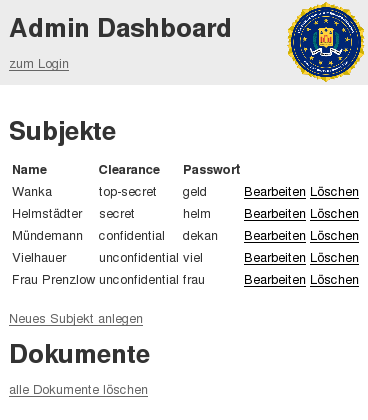 Admin Dashboard
zum Login
Subjekte
Name Clearance Passwort
Wanka top-secret geld Bearbeiten Löschen
Helmstädter secret helm Bearbeiten Löschen
Mündemann confidential dekan Bearbeiten Löschen
Vielhauer unconfidential viel Bearbeiten Löschen
Frau Prenzlow unconfidential frau Bearbeiten Löschen
Neues Subjekt anlegen
Dokumente
alle Dokumente löschen